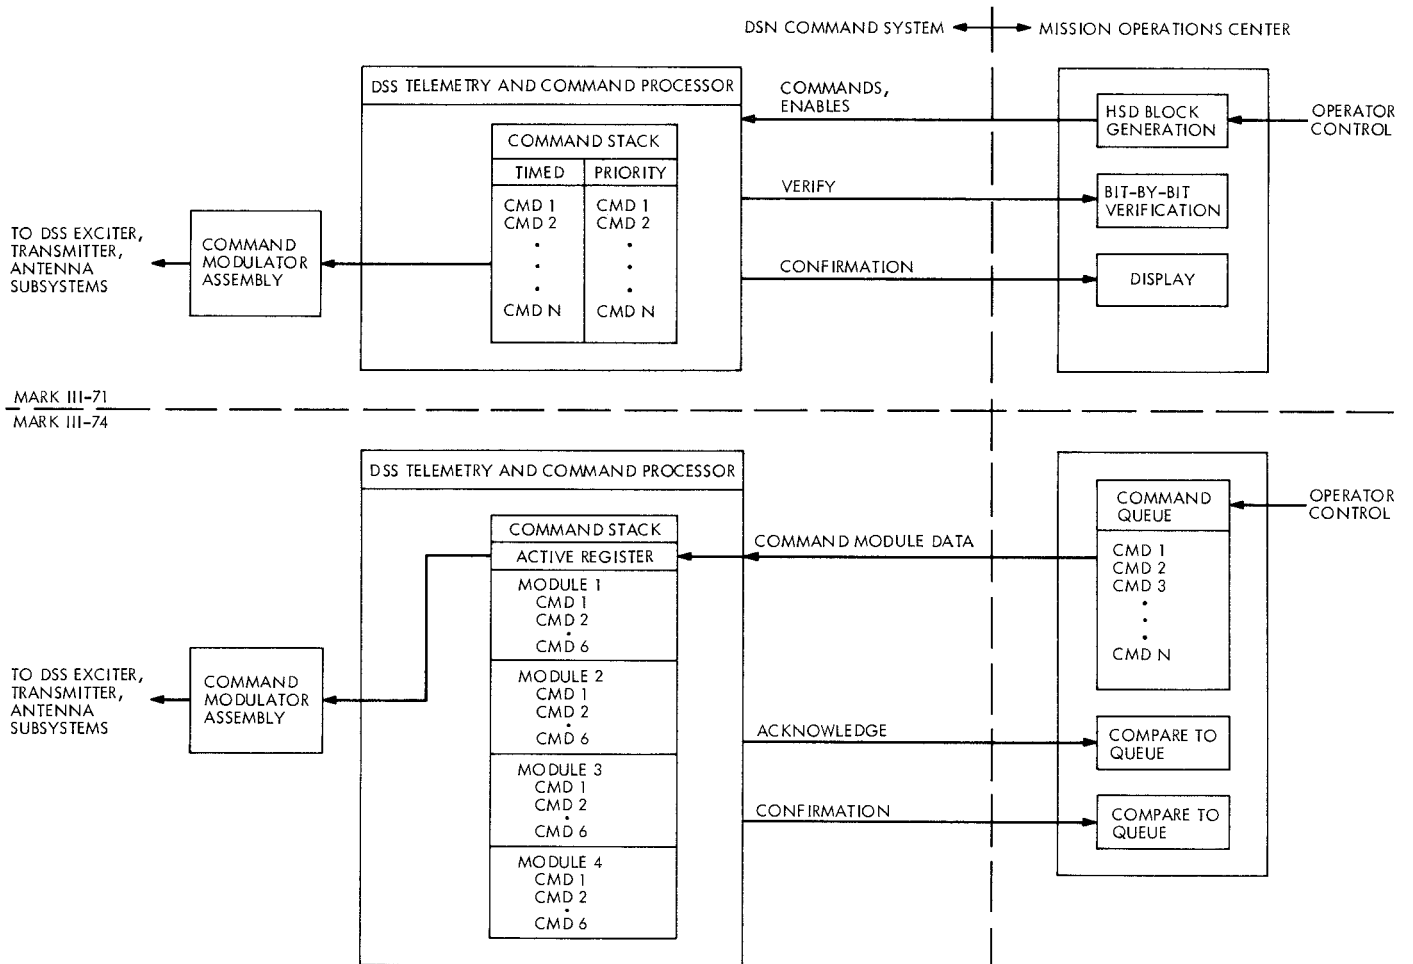 DSN COMMAND SYSTEM
MISSION OPERATIONS CENTER
DSS TELEMETRY AND COMMAND PROCESSOR
COMMAND STACK
TIMED
PRIORITY
CMD 1
CMD 2
.
.
.
CMD N
CMD 1
CMD 2
.
.
.
CMD N
COMMANDS,
ENABLES
HSD BLOCK
GENERATION
OPERATOR
CONTROL
VERIFY
BIT-BY-BIT
VERIFICATION
CONFIRMATION
DISPLAY
TO DSS EXCITER,
TRANSMITTER,
ANTENNA
SUBSYSTEMS
COMMAND
MODULATOR
ASSEMBLY
MARK III-71
MARK III-74
DSS TELEMETRY AND COMMAND PROCESSOR
COMMAND STACK
ACTIVE REGISTER
MODULE 1
CMD 1
CMD 2
.
CMD 6
MODULE 2
CMD 1
CMD 2
.
CMD 6
MODULE 3
CMD 1
CMD 2
.
CMD 6
MODULE 4
CMD 1
CMD 2
.
CMD 6
COMMAND MODULE DATA
COMMAND
QUEUE
CMD 1
CMD 2
CMD 3
.
.
.
CMD N
OPERATOR
CONTROL
ACKNOWLEDGE
COMPARE TO
QUEUE
CONFIRMATION
COMPARE TO
QUEUE
TO DSS EXCITER,
TRANSMITTER,
ANTENNA
SUBSYSTEMS
COMMAND
MODULATOR
ASSEMBLY